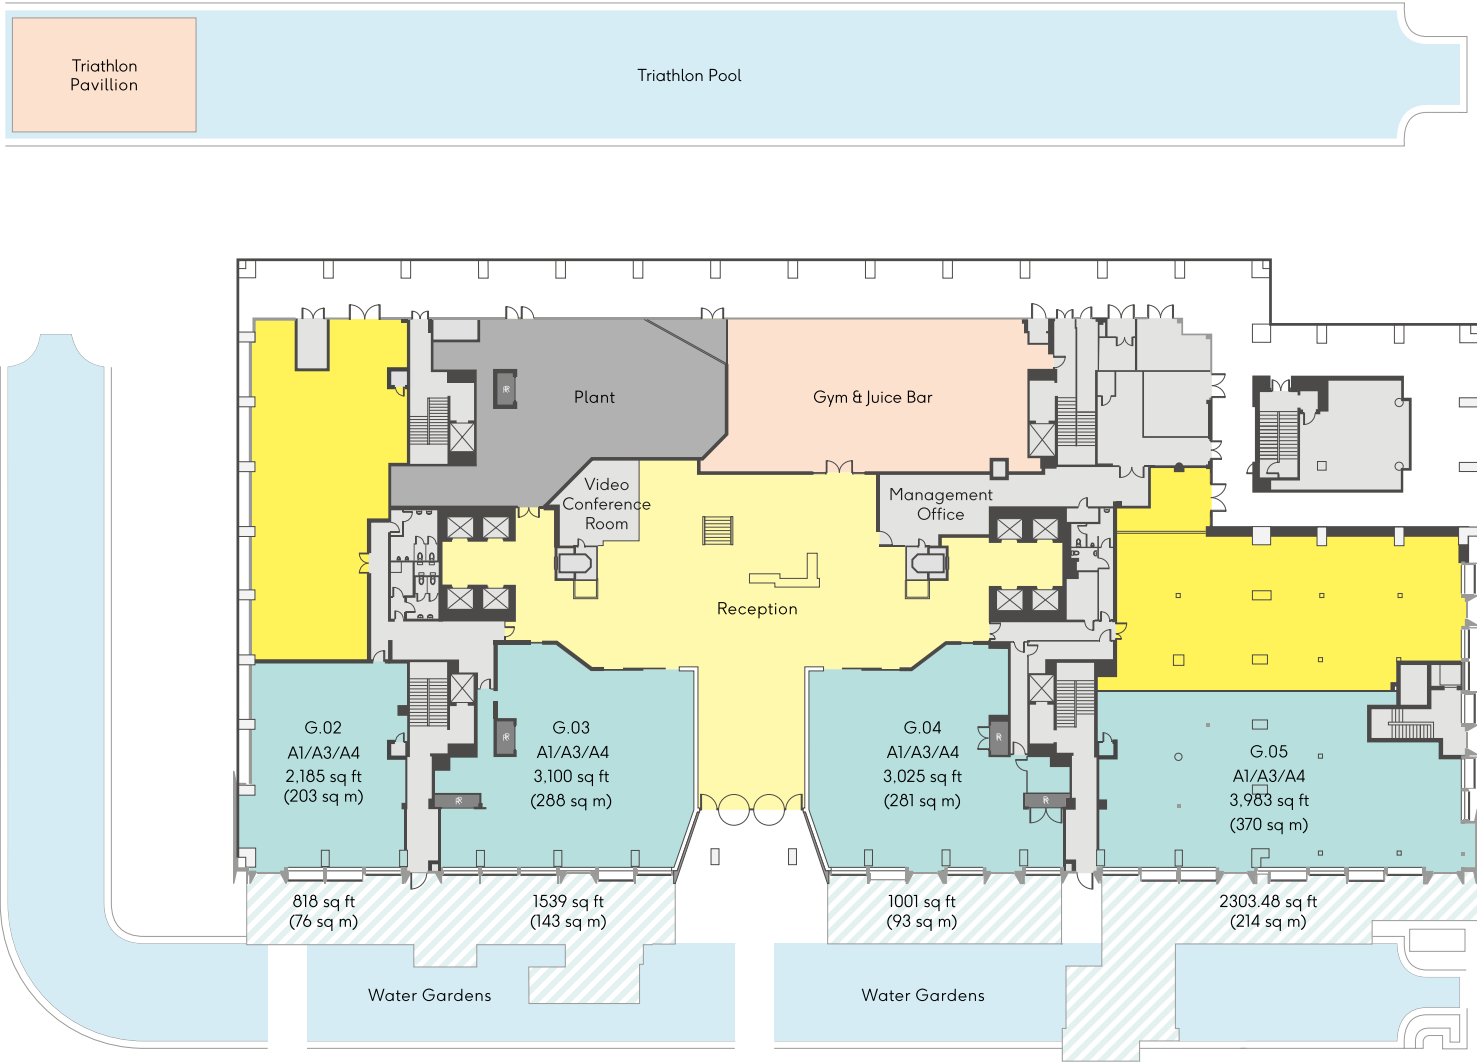 Triathlon
Pavillion
Triathlon Pool
Plant
Gym & Juice Bar
Video
Conference
Room
Management
Office
Reception
G.02
A1/A3/A4
2,185 sq ft
(203 sq m)
G.03
A1/A3/A4
3,100 sq ft
(288 sq m)
G.04
A1/A3/A4
3,025 sq ft
(281 sq m)
G.05
A1/A3/A4
3,983 sq ft
(370 sq m)
818 sq ft
(76 sq m)
1539 sq ft
(143 sq m)
1001 sq ft
(93 sq m)
2303.48 sq ft
(214 sq m)
Water Gardens
Water Gardens